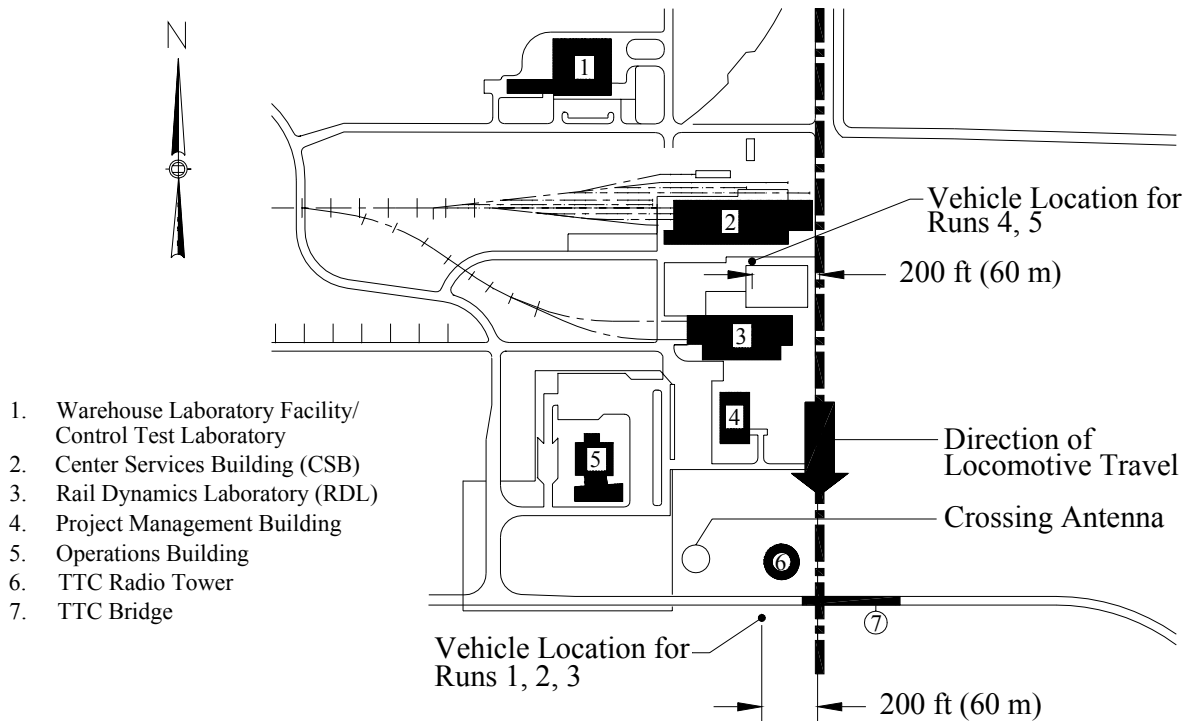 N
1
2
Vehicle Location for
Runs 4, 5
200 ft (60 m)
3
4
5
1. Warehouse Laboratory Facility/
Control Test Laboratory
2. Center Services Building (CSB)
3. Rail Dynamics Laboratory (RDL)
4. Project Management Building
5. Operations Building
6. TTC Radio Tower
7. TTC Bridge
Direction of
Locomotive Travel
Crossing Antenna
6
7
Vehicle Location for
Runs 1, 2, 3
200 ft (60 m)